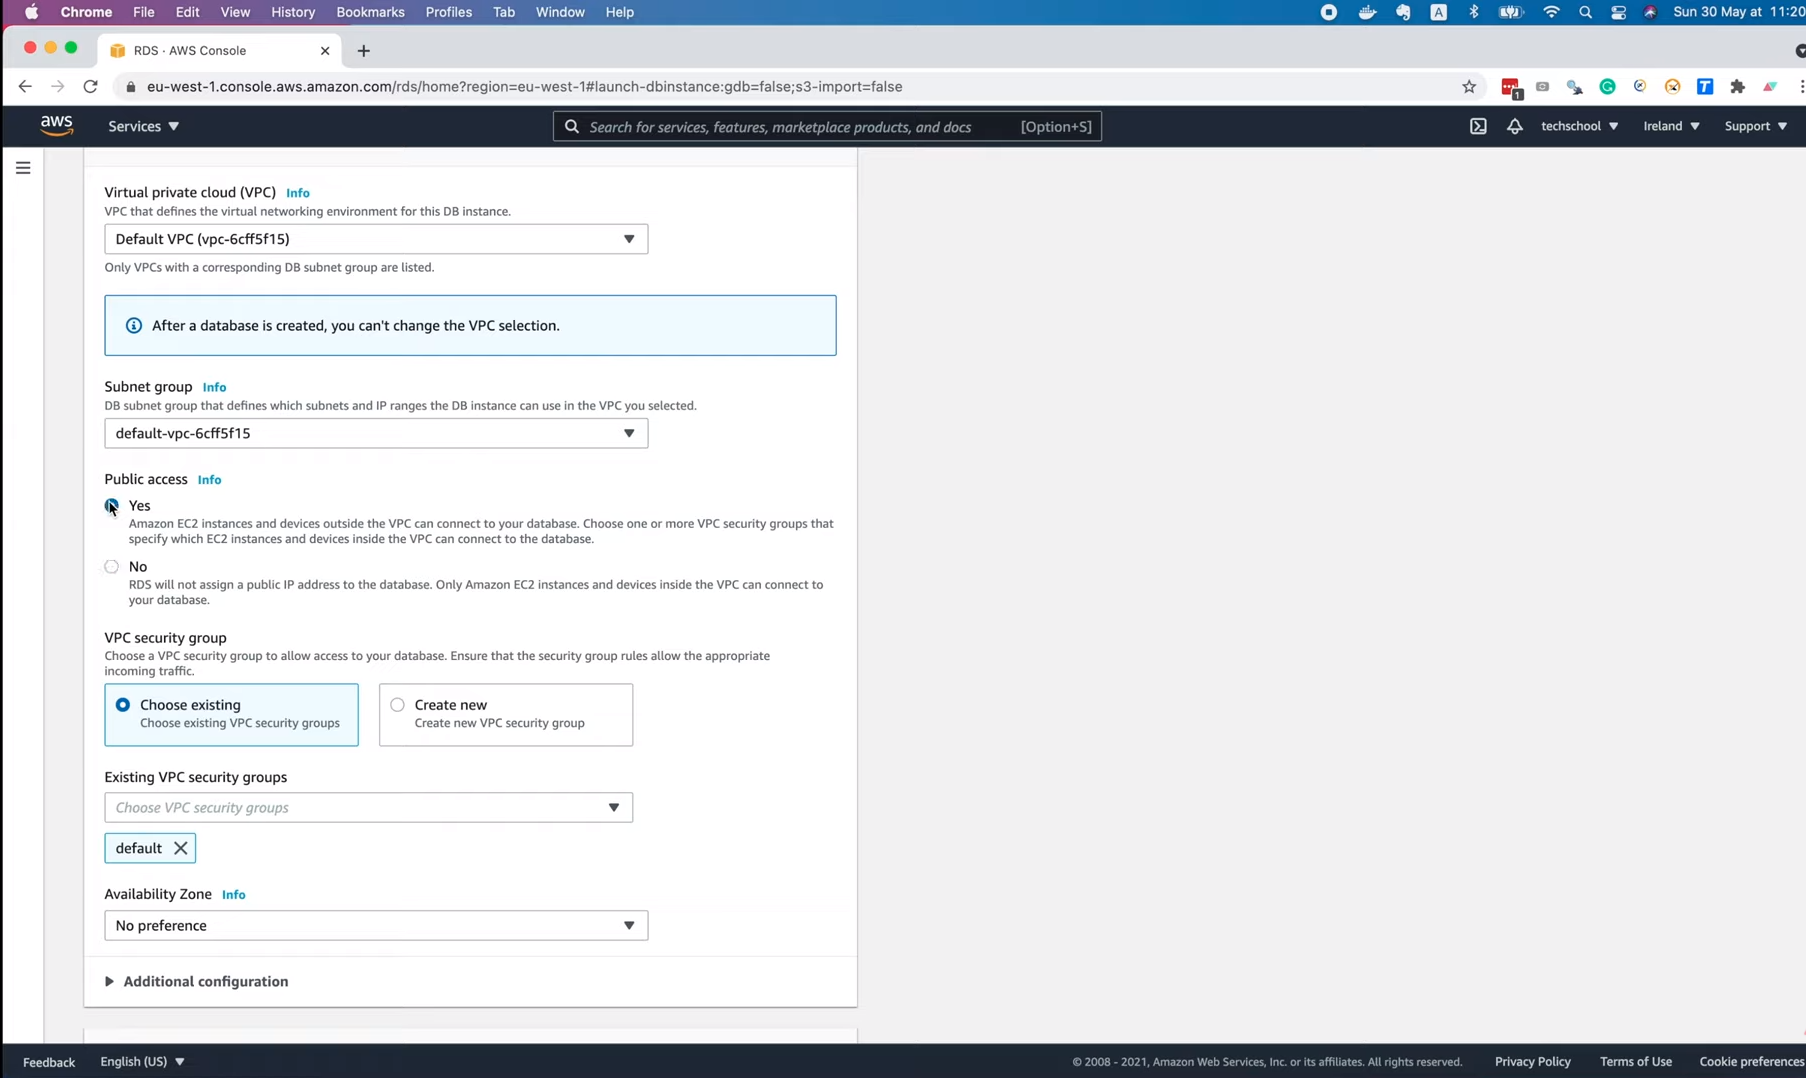 Chrome File Edit View History Bookmarks Profiles Tab Window Help A Sun 30 May at 11:20
RDS · AWS Console
eu-west-1.console.aws.amazon.com/rds/home?region=eu-west-1#launch-dbinstance:gdb=false;s3-import=false 1 T
aws Services Search for services, features, marketplace products, and docs [Option+S] techschool Ireland Support
Virtual private cloud (VPC) Info
VPC that defines the virtual networking environment for this DB instance.
Default VPC (vpc-6cff5f15)
Only VPCs with a corresponding DB subnet group are listed.
After a database is created, you can't change the VPC selection.
Subnet group Info
DB subnet group that defines which subnets and IP ranges the DB instance can use in the VPC you selected.
default-vpc-6cff5f15
Public access Info
Yes
Amazon EC2 instances and devices outside the VPC can connect to your database. Choose one or more VPC security groups that
specify which EC2 instances and devices inside the VPC can connect to the database.
No
RDS will not assign a public IP address to the database. Only Amazon EC2 instances and devices inside the VPC can connect to
your database.
VPC security group
Choose a VPC security group to allow access to your database. Ensure that the security group rules allow the appropriate
incoming traffic.
Choose existing
Choose existing VPC security groups
Create new
Create new VPC security group
Existing VPC security groups
Choose VPC security groups
default
Availability Zone Info
No preference
Additional configuration
Feedback English (US) © 2008 - 2021, Amazon Web Services, Inc. or its affiliates. All rights reserved. Privacy Policy Terms of Use Cookie preferences